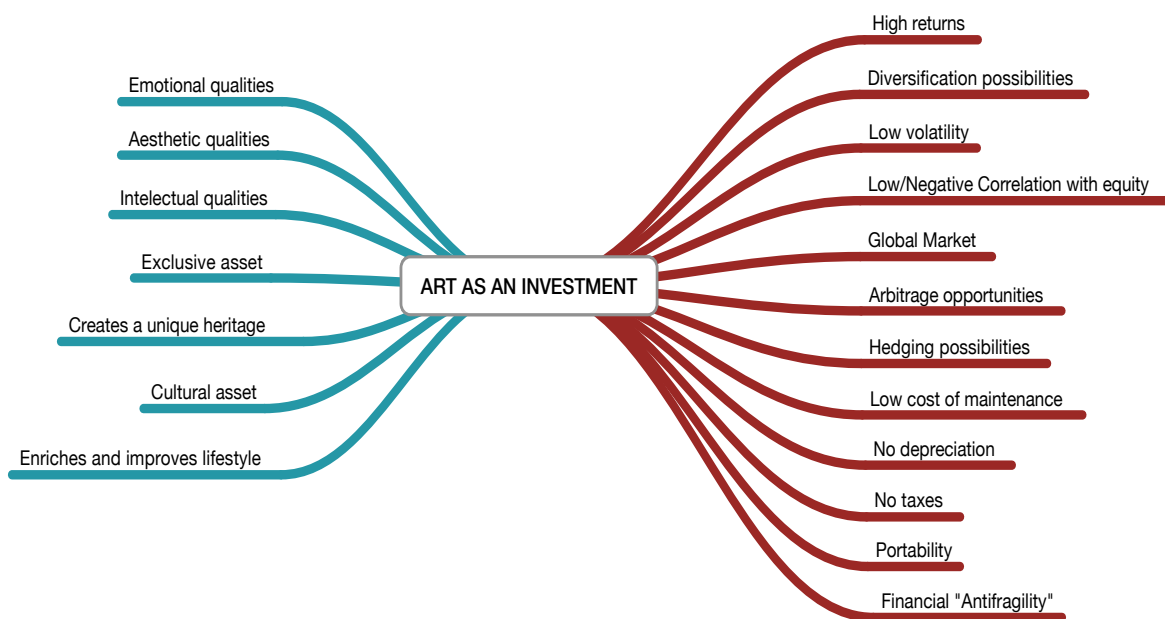 Emotional qualities
Aesthetic qualities
Intelectual qualities
Exclusive asset
Creates a unique heritage
Cultural asset
Enriches and improves lifestyle
ART AS AN INVESTMENT
High returns
Diversification possibilities
Low volatility
Low/Negative Correlation with equity
Global Market
Arbitrage opportunities
Hedging possibilities
Low cost of maintenance
No depreciation
No taxes
Portability
Financial "Antifragility"